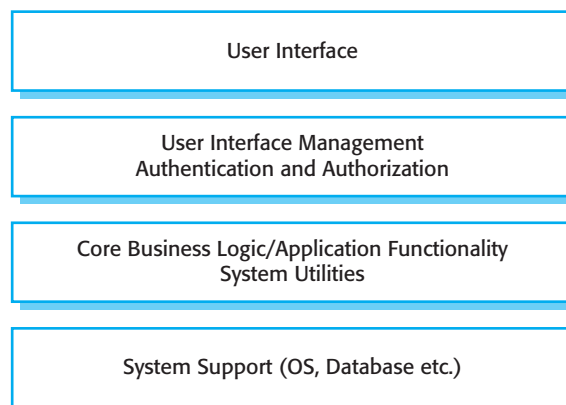 User Interface
User Interface Management
Authentication and Authorization
Core Business Logic/Application Functionality
System Utilities
System Support (OS, Database etc.)